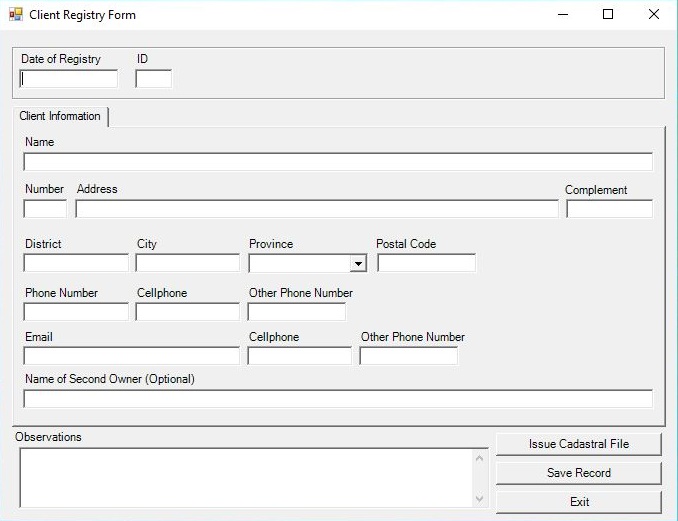 Client Registry Form
Date of Registry ID
Client Information
Name
Number Address Complement
District City Province Postal Code
Phone Number Cellphone Other Phone Number
Email Cellphone Other Phone Number
Name of Second Owner (Optional)
Observations
Issue Cadastral File
Save Record
Exit